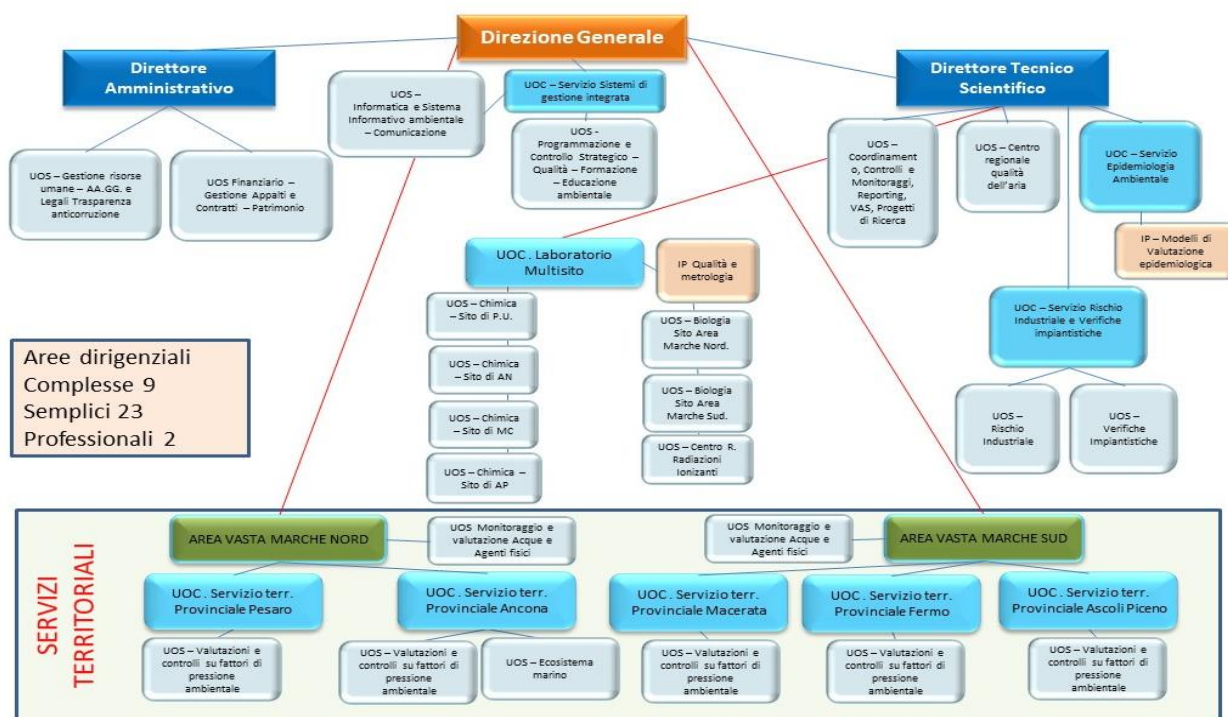 Direzione Generale
Direttore
Amministrativo
UOS –
Informatica e Sistema
Informativo ambientale
– Comunicazione
UOC – Servizio Sistemi di
gestione integrata
Direttore Tecnico
Scientifico
UOS – Gestione risorse
umane – AA.GG. e
Legali Trasparenza
anticorruzione
UOS Finanziario –
Gestione Appalti e
Contratti – Patrimonio
UOS -
Programmazione e
Controllo Strategico –
Qualità – Formazione
– Educazione
ambientale
UOS –
Coordinament
o, Controlli e
Monitoraggi,
Reporting,
VAS, Progetti
di Ricerca
UOS – Centro
regionale
qualità
dell'aria
UOC – Servizio
Epidemiologia
Ambientale
IP – Modelli di
Valutazione
epidemiologica
UOC . Laboratorio
Multisito
IP Qualità e
metrologia
UOS – Chimica
– Sito di P.U.
UOS – Chimica
– Sito di AN
UOS – Chimica
– Sito di MC
UOS – Chimica –
Sito di AP
UOS – Biologia
Sito Area
Marche Nord.
UOS – Biologia
Sito Area
Marche Sud.
UOS – Centro R.
Radiazioni
Ionizanti
UOC – Servizio Rischio
Industriale e Verifiche
impiantistiche
UOS –
Rischio
Industriale
UOS –
Verifiche
Impiantistiche
Aree dirigenziali
Complesse 9
Semplici 23
Professionali 2
SERVIZI
TERRITORIALI
AREA VASTA MARCHE NORD
UOS Monitoraggio e
valutazione Acque e
Agenti fisici
UOS Monitoraggio e
valutazione Acque e
Agenti fisici
AREA VASTA MARCHE SUD
UOC . Servizio terr.
Provinciale Pesaro
UOC . Servizio terr.
Provinciale Ancona
UOC . Servizio terr.
Provinciale Macerata
UOC . Servizio terr.
Provinciale Fermo
UOC . Servizio terr.
Provinciale Ascoli Piceno
UOS – Valutazioni e
controlli su fattori di
pressione
ambientale
UOS – Valutazioni e
controlli su fattori di
pressione
ambientale
UOS – Ecosistema
marino
UOS – Valutazioni e
controlli su fattori di
pressione
ambientale
UOS – Valutazioni e
controlli su fattori di
pressione
ambientale
UOS – Valutazioni e
controlli su fattori di
pressione
ambientale